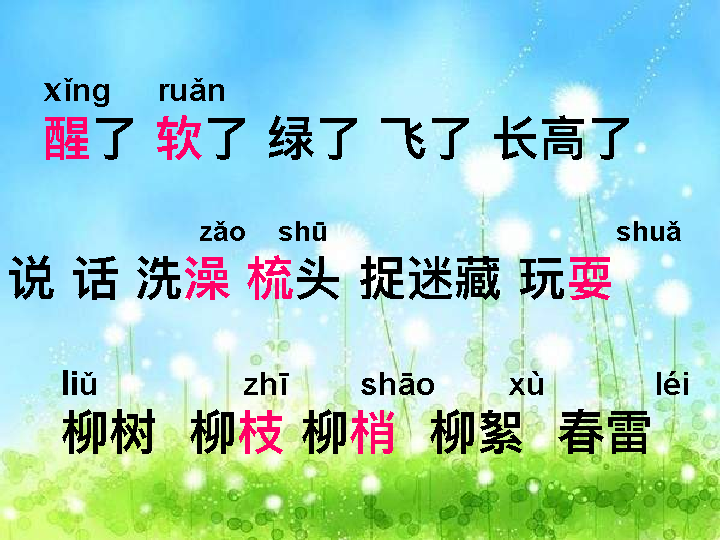 xǐng ruǎn
醒了 软了 绿了 飞了 长高了
zǎo shū shuǎ
说 话 洗澡 梳头 捉迷藏 玩耍
liǔ zhī shāo xù léi
柳树 柳枝 柳梢 柳絮 春雷